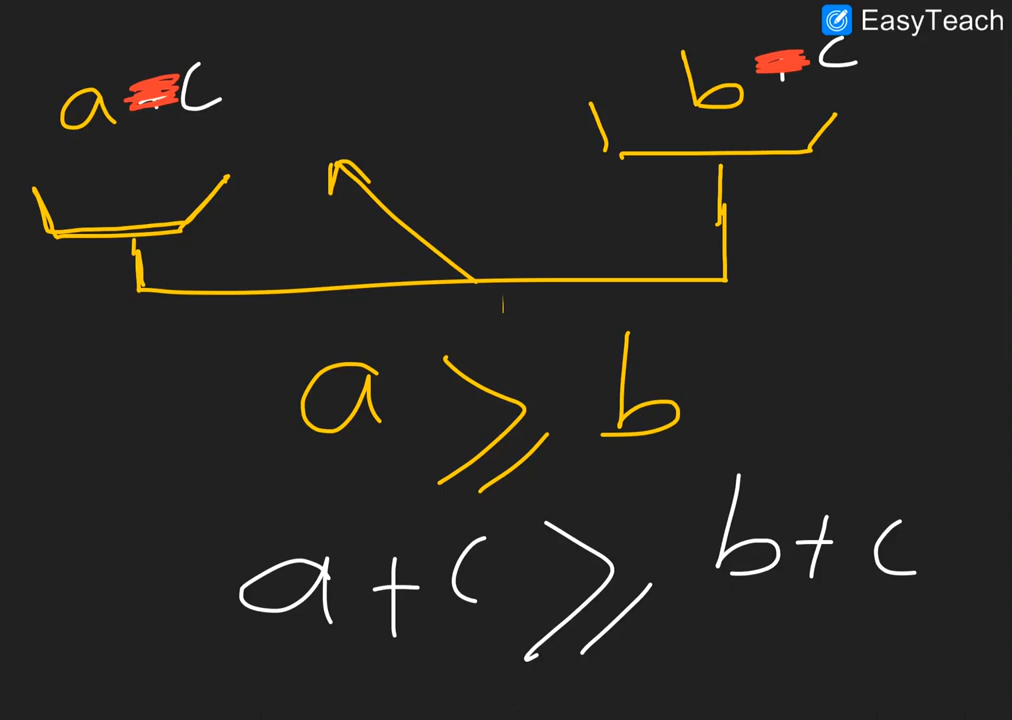 EasyTeach
a - c
b - c
a ⩾ b
a + c ⩾ b + c